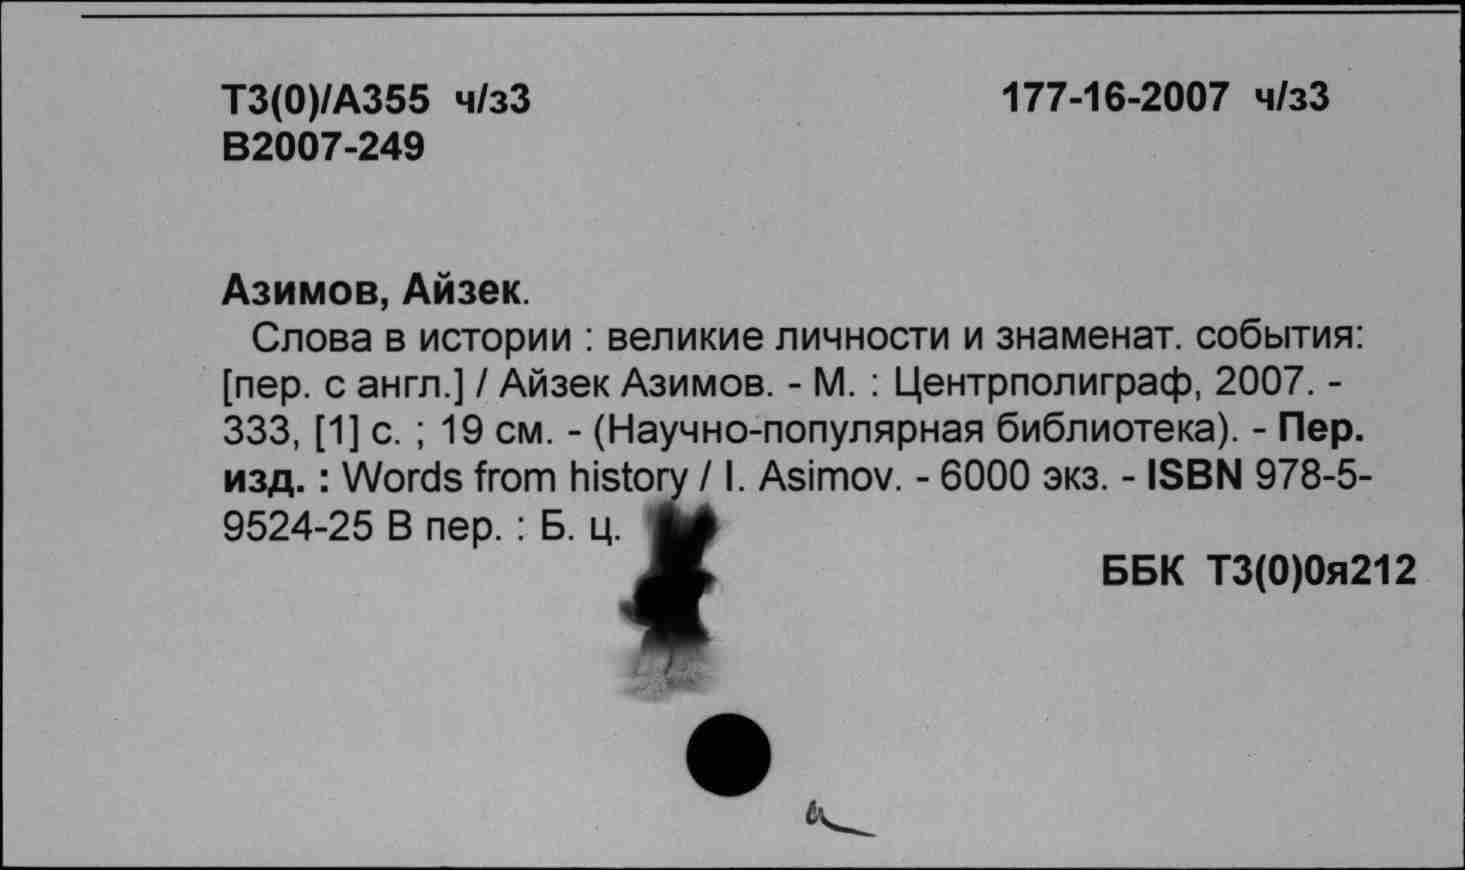 Т3(0)/А355 ч/з3
177-16-2007 ч/з3
В2007-249
Азимов, Айзек.
Слова в истории : великие личности и знаменат. события:
[пер. с англ.] / Айзек Азимов. - М. : Центрполиграф, 2007. -
333, [1] с. ; 19 см. - (Научно-популярная библиотека). - Пер.
изд. : Words from history / I. Asimov. - 6000 экз. - ISBN 978-5-
9524-25 В пер. : Б. ц.
ББК Т3(0)0я212